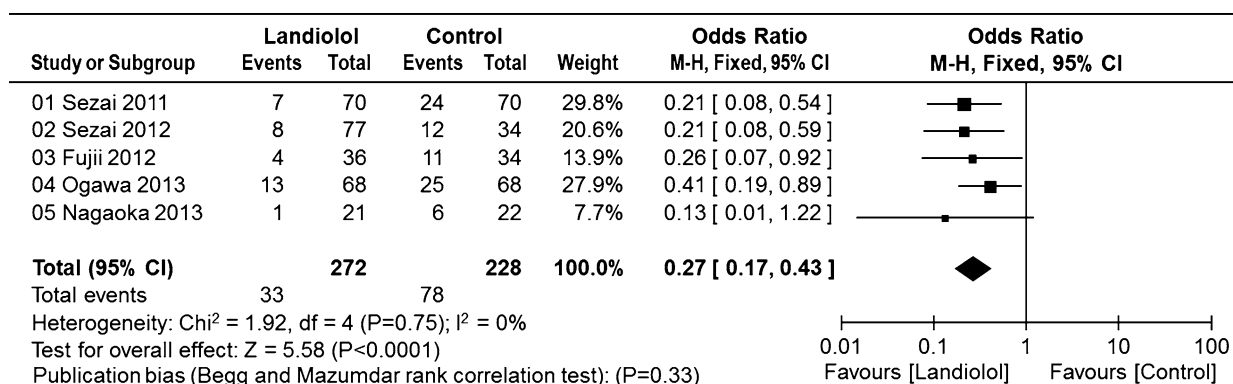 Landiolol Control Odds Ratio Odds Ratio
Study or Subgroup Events Total Events Total Weight M-H, Fixed, 95% CI M-H, Fixed, 95% CI
01 Sezai 2011 7 70 24 70 29.8% 0.21 [ 0.08, 0.54 ]
02 Sezai 2012 8 77 12 34 20.6% 0.21 [ 0.08, 0.59 ]
03 Fujii 2012 4 36 11 34 13.9% 0.26 [ 0.07, 0.92 ]
04 Ogawa 2013 13 68 25 68 27.9% 0.41 [ 0.19, 0.89 ]
05 Nagaoka 2013 1 21 6 22 7.7% 0.13 [ 0.01, 1.22 ]
Total (95% CI) 272 228 100.0% 0.27 [ 0.17, 0.43 ]
Total events 33 78
Heterogeneity: Chi² = 1.92, df = 4 (P=0.75); I² = 0%
Test for overall effect: Z = 5.58 (P<0.0001)
Publication bias (Begg and Mazumdar rank correlation test): (P=0.33)
0.01 0.1 1 10 100
Favours [Landiolol] Favours [Control]